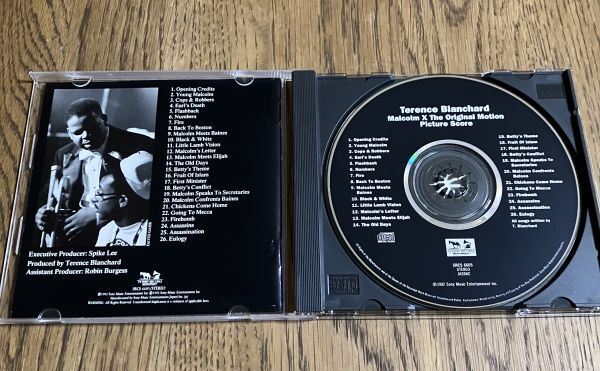 1. Opening Credits
2. Young Malcolm
3. Cops & Robbers
4. Earl's Death
5. Flashback
6. Numbers
7. Fire
8. Back To Boston
9. Malcolm Meets Baines
10. Black & White
11. Little Lamb Vision
12. Malcolm's Letter
13. Malcolm Meets Elijah
14. The Old Days
15. Betty's Theme
16. Fruit Of Islam
17. First Minister
18. Betty's Conflict
19. Malcolm Speaks To Secretaries
20. Malcolm Confronts Baines
21. Chickens Come Home
22. Going To Mecca
23. Firebomb
24. Assassins
25. Assassination
26. Eulogy
Executive Producer: Spike Lee
Produced by Terence Blanchard
Assistant Producer: Robin Burgess
SRCS 6605/STEREO
Terence Blanchard
Malcolm X The Original Motion
Picture Score
1. Opening Credits
2. Young Malcolm
3. Cops & Robbers
4. Earl's Death
5. Flashback
6. Numbers
7. Fire
8. Back To Boston
9. Malcolm Meets
Baines
10. Black & White
11. Little Lamb Vision
12. Malcolm's Letter
13. Malcolm Meets Elijah
14. The Old Days
15. Betty's Theme
16. Fruit Of Islam
17. First Minister
18. Betty's Conflict
19. Malcolm Speaks To
Secretaries
20. Malcolm Confronts
Baines
21. Chickens Come Home
22. Going To Mecca
23. Firebomb
24. Assassins
25. Assassination
26. Eulogy
All songs written by
T. Blanchard
SRCS 6605
STEREO
JASRAC
©1992 Sony Music Entertainment Inc.